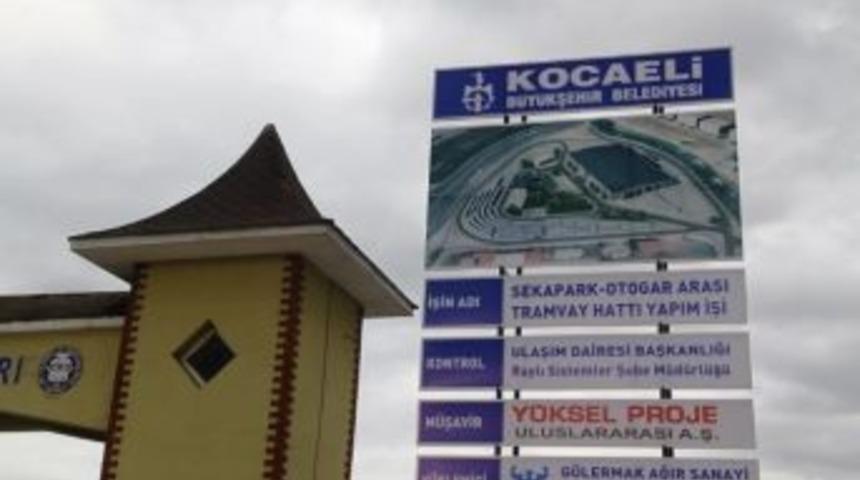 KOCAELİ
BÜYÜKŞEHİR BELEDİYESİ
İŞİN ADI
SEKAPARK-OTOGAR ARASI
TRAMVAY HATTI YAPIM İŞİ
KONTROL
ULAŞIM DAİRESİ BAŞKANLIĞI
Raylı Sistemler Şube Müdürlüğü
MÜŞAVİR
YÜKSEL PROJE
ULUSLARARASI A.Ş.
GÜLERMAK AĞIR SANAYİ